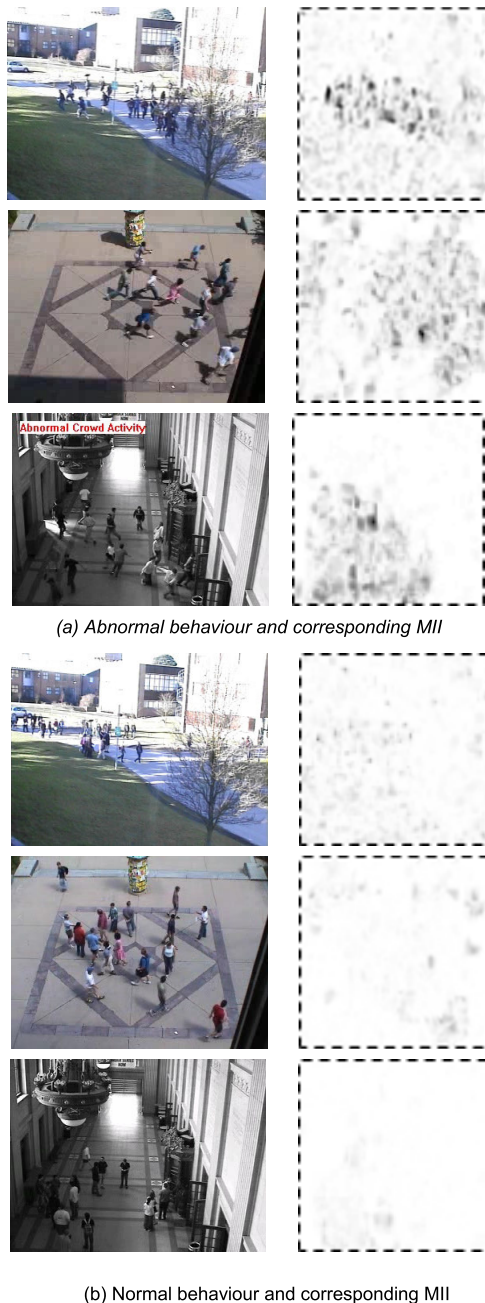 Abnormal Crowd Activity
(a) Abnormal behaviour and corresponding MII
(b) Normal behaviour and corresponding MII